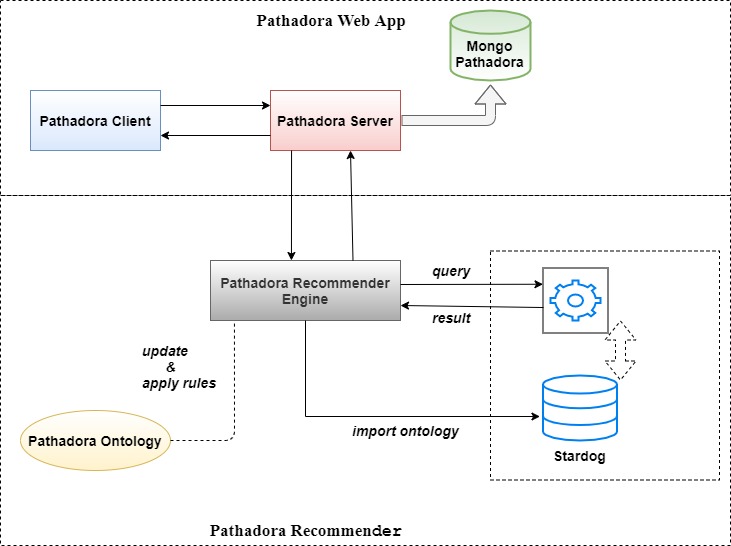 Pathadora Web App
Mongo
Pathadora
Pathadora Client
Pathadora Server
Pathadora Recommender
Engine
query
result
update
&
apply rules
import ontology
Pathadora Ontology
Stardog
Pathadora Recommender